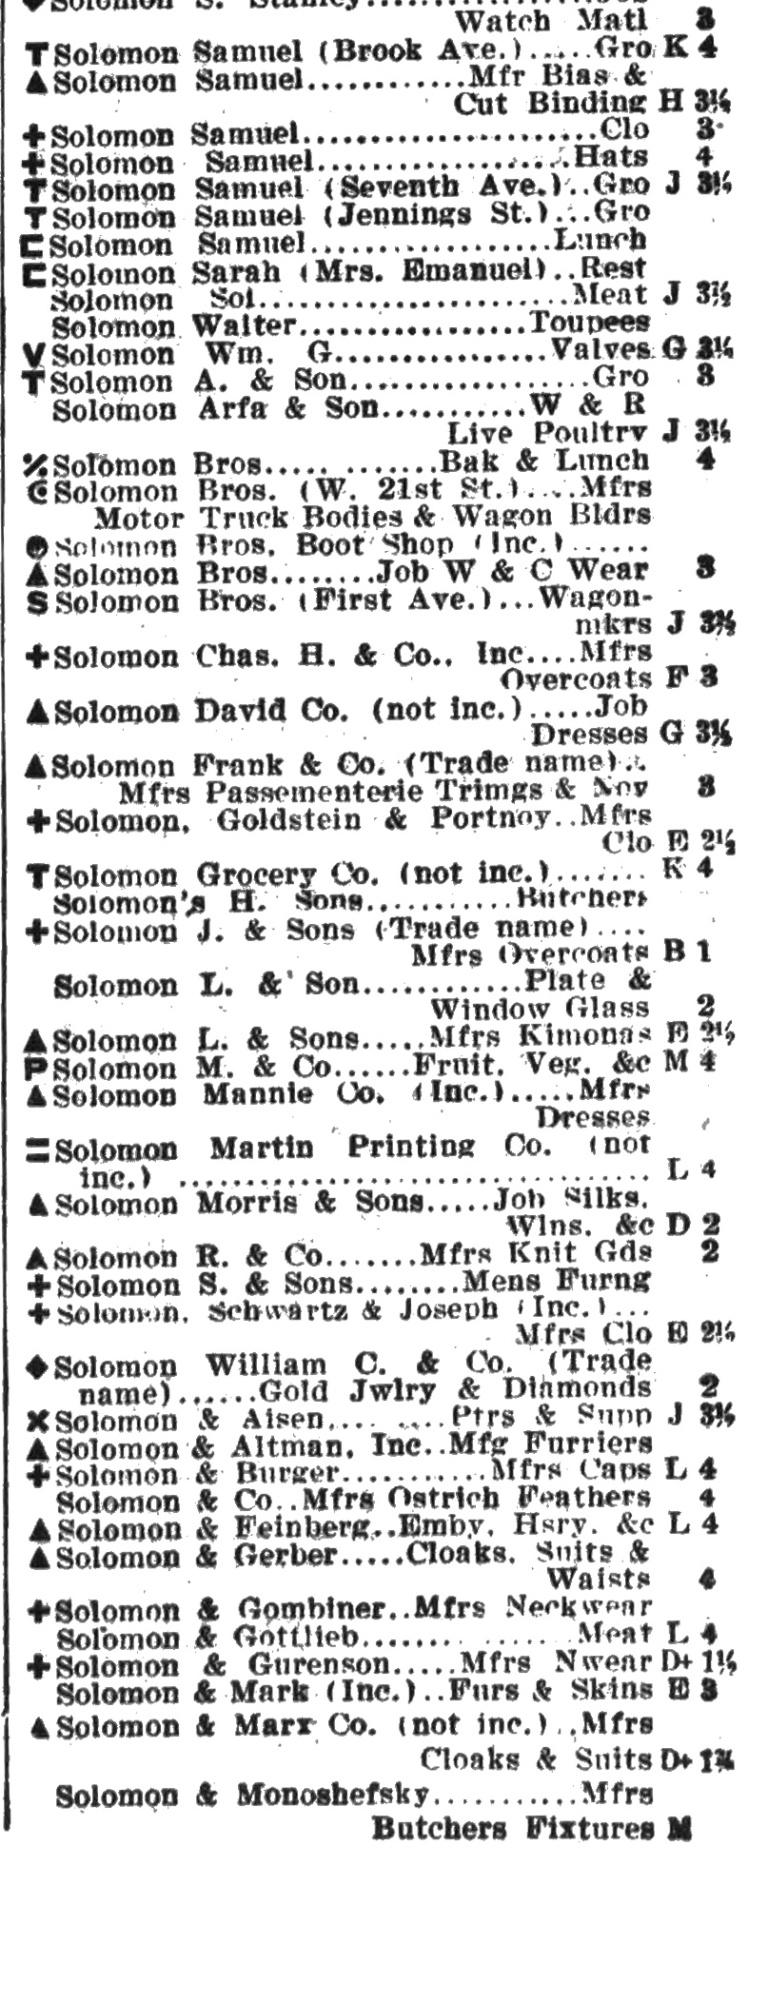 Solomon S. Stanley
Watch Matl 3
T Solomon Samuel (Brook Ave.).....Gro K 4
▲ Solomon Samuel............Mfr Bias &
Cut Binding H 3½
+ Solomon Samuel......................Clo 3
+ Solomon Samuel...................Hats 4
T Solomon Samuel (Seventh Ave.)..Gro J 3½
T Solomon Samuel (Jennings St.)...Gro
⊏ Solomon Samuel..................Lunch
⊏ Solomon Sarah (Mrs. Emanuel)..Rest
Solomon Sol.......................Meat J 3½
Solomon Walter.................Toupees
V Solomon Wm. G................Valves G 3½
T Solomon A. & Son..................Gro 3
Solomon Arfa & Son...........W & R
Live Poultry J 3½
⁒ Solomon Bros..... .......Bak & Lunch 4
Solomon Bros. (W. 21st St.)....Mfrs
Motor Truck Bodies & Wagon Bldrs
Solomon Bros. Boot Shop (Inc.)......
▲ Solomon Bros........Job W & C Wear 3
S Solomon Bros. (First Ave.)...Wagon-
mkrs J 3½
+ Solomon Chas. H. & Co., Inc....Mfrs
Overcoats F 3
▲ Solomon David Co. (not inc.).....Job
Dresses G 3½
▲ Solomon Frank & Co. (Trade name)..
Mfrs Passementerie Trimgs & Nov 3
+ Solomon, Goldstein & Portnoy..Mfrs
Clo E 2½
T Solomon Grocery Co. (not inc.)....... K 4
Solomon's H. Sons...........Butchers
+ Solomon J. & Sons (Trade name)....
Mfrs Overcoats B 1
Solomon L. & Son............Plate &
Window Glass 2
▲ Solomon L. & Sons.....Mfrs Kimonas E 2½
P Solomon M. & Co......Fruit, Veg. &c M 4
▲ Solomon Mannie Co. (Inc.).....Mfrs
Dresses
= Solomon Martin Printing Co. (not
inc.) .................................... L 4
▲ Solomon Morris & Sons.....Job Silks,
Wlns. &c D 2
▲ Solomon R. & Co.......Mfrs Knit Gds 2
+ Solomon S. & Sons........Mens Furng
+ Solomon, Schwartz & Joseph (Inc.)...
Mfrs Clo E 2½
◆ Solomon William C. & Co. (Trade
name)......Gold Jwlry & Diamonds 2
✕ Solomon & Aisen.... ....Ptrs & Supp J 3½
▲ Solomon & Altman, Inc..Mfg Furriers
+ Solomon & Burger...........Mfrs Caps L 4
Solomon & Co..Mfrs Ostrich Feathers 4
▲ Solomon & Feinberg..Emby, Hsry. &c L 4
▲ Solomon & Gerber.....Cloaks, Suits &
Waists 4
+ Solomon & Gombiner..Mfrs Neckwear
Solomon & Gottlieb........ ......Meat L 4
+ Solomon & Gurenson.....Mfrs Nwear D+ 1½
Solomon & Mark (Inc.)..Furs & Skins E 3
▲ Solomon & Marx Co. (not inc.)..Mfrs
Cloaks & Suits D+ 1¾
Solomon & Monoshefsky...........Mfrs
Butchers Fixtures M